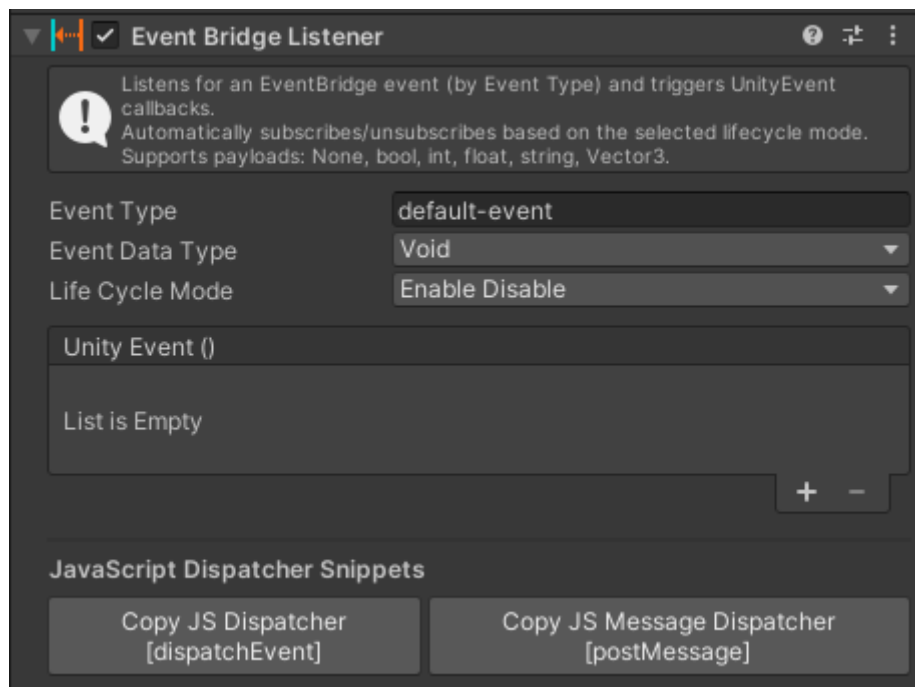 Event Bridge Listener
Listens for an EventBridge event (by Event Type) and triggers UnityEvent
callbacks.
Automatically subscribes/unsubscribes based on the selected lifecycle mode.
Supports payloads: None, bool, int, float, string, Vector3.
Event Type default-event
Event Data Type Void
Life Cycle Mode Enable Disable
Unity Event ()
List is Empty
JavaScript Dispatcher Snippets
Copy JS Dispatcher
[dispatchEvent]
Copy JS Message Dispatcher
[postMessage]